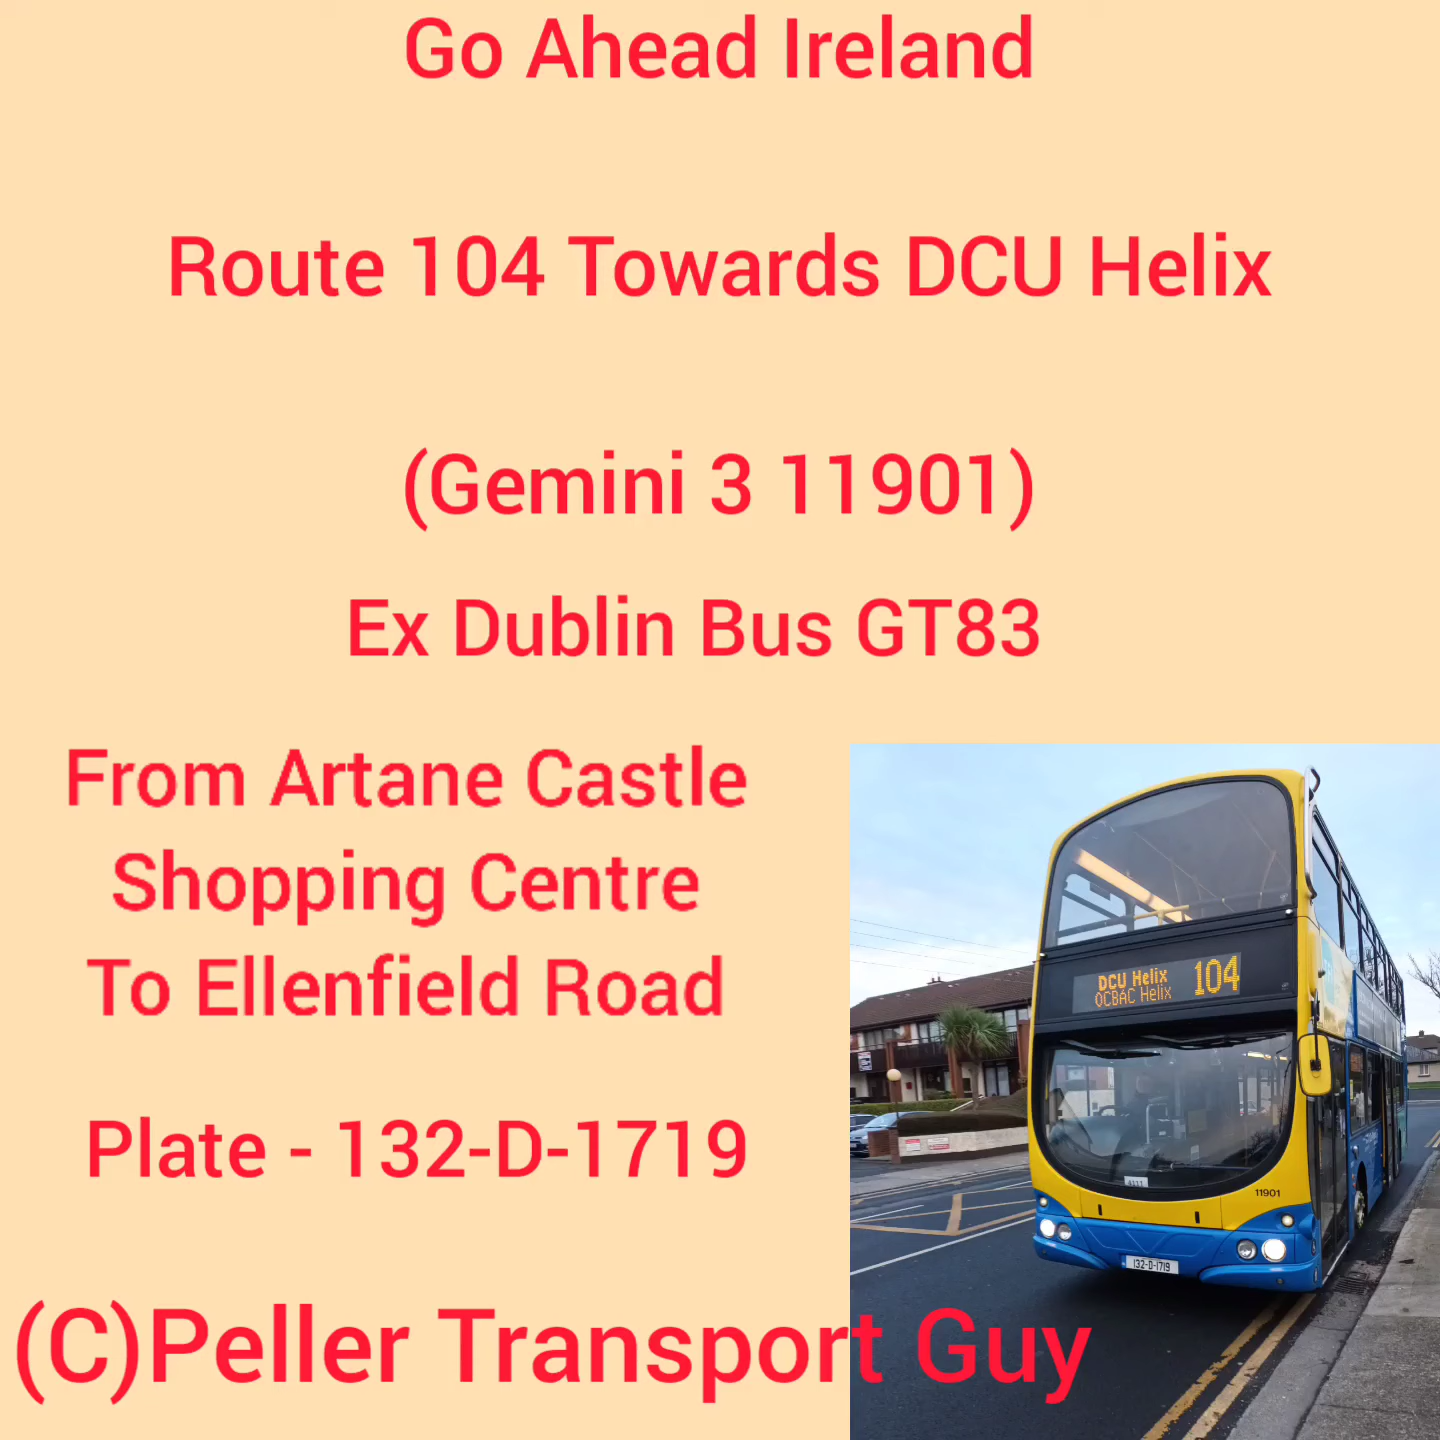 Go Ahead Ireland
Route 104 Towards DCU Helix
(Gemini 3 11901)
Ex Dublin Bus GT83
From Artane Castle
Shopping Centre
To Ellenfield Road
Plate - 132-D-1719
(C)Peller Transport Guy
DCU Helix 104
OCBÁC Helix
11901
132-D-1719